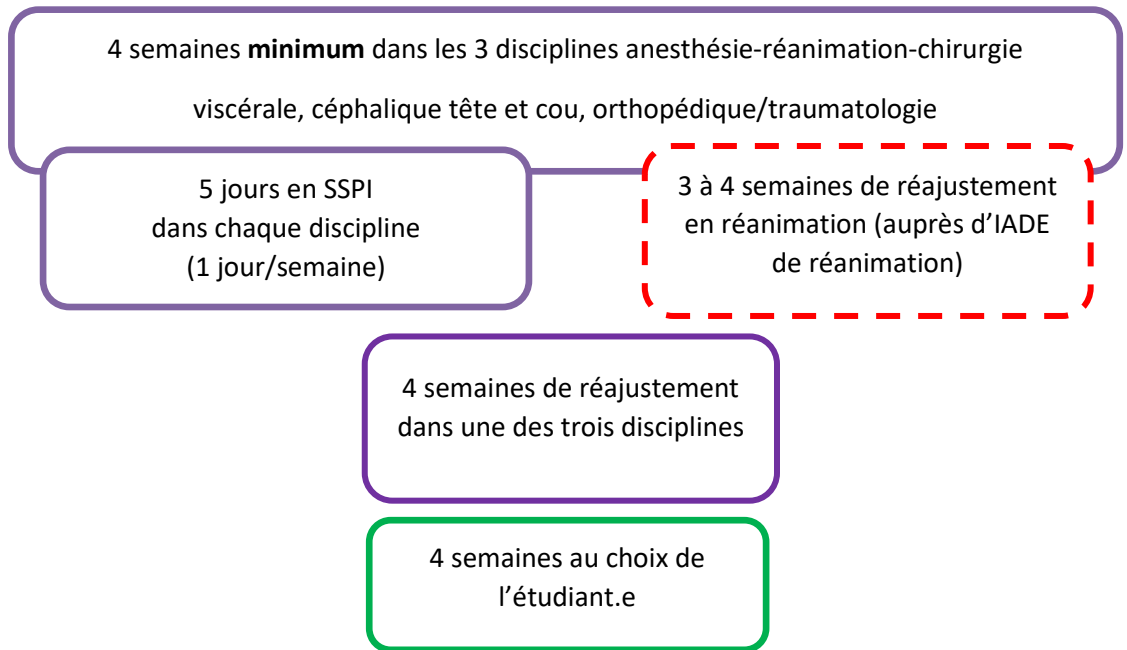 4 semaines minimum dans les 3 disciplines anesthésie-réanimation-chirurgie
viscérale, céphalique tête et cou, orthopédique/traumatologie
5 jours en SSPI
dans chaque discipline
(1 jour/semaine)
3 à 4 semaines de réajustement
en réanimation (auprès d’IADE
de réanimation)
4 semaines de réajustement
dans une des trois disciplines
4 semaines au choix de
l’étudiant.e